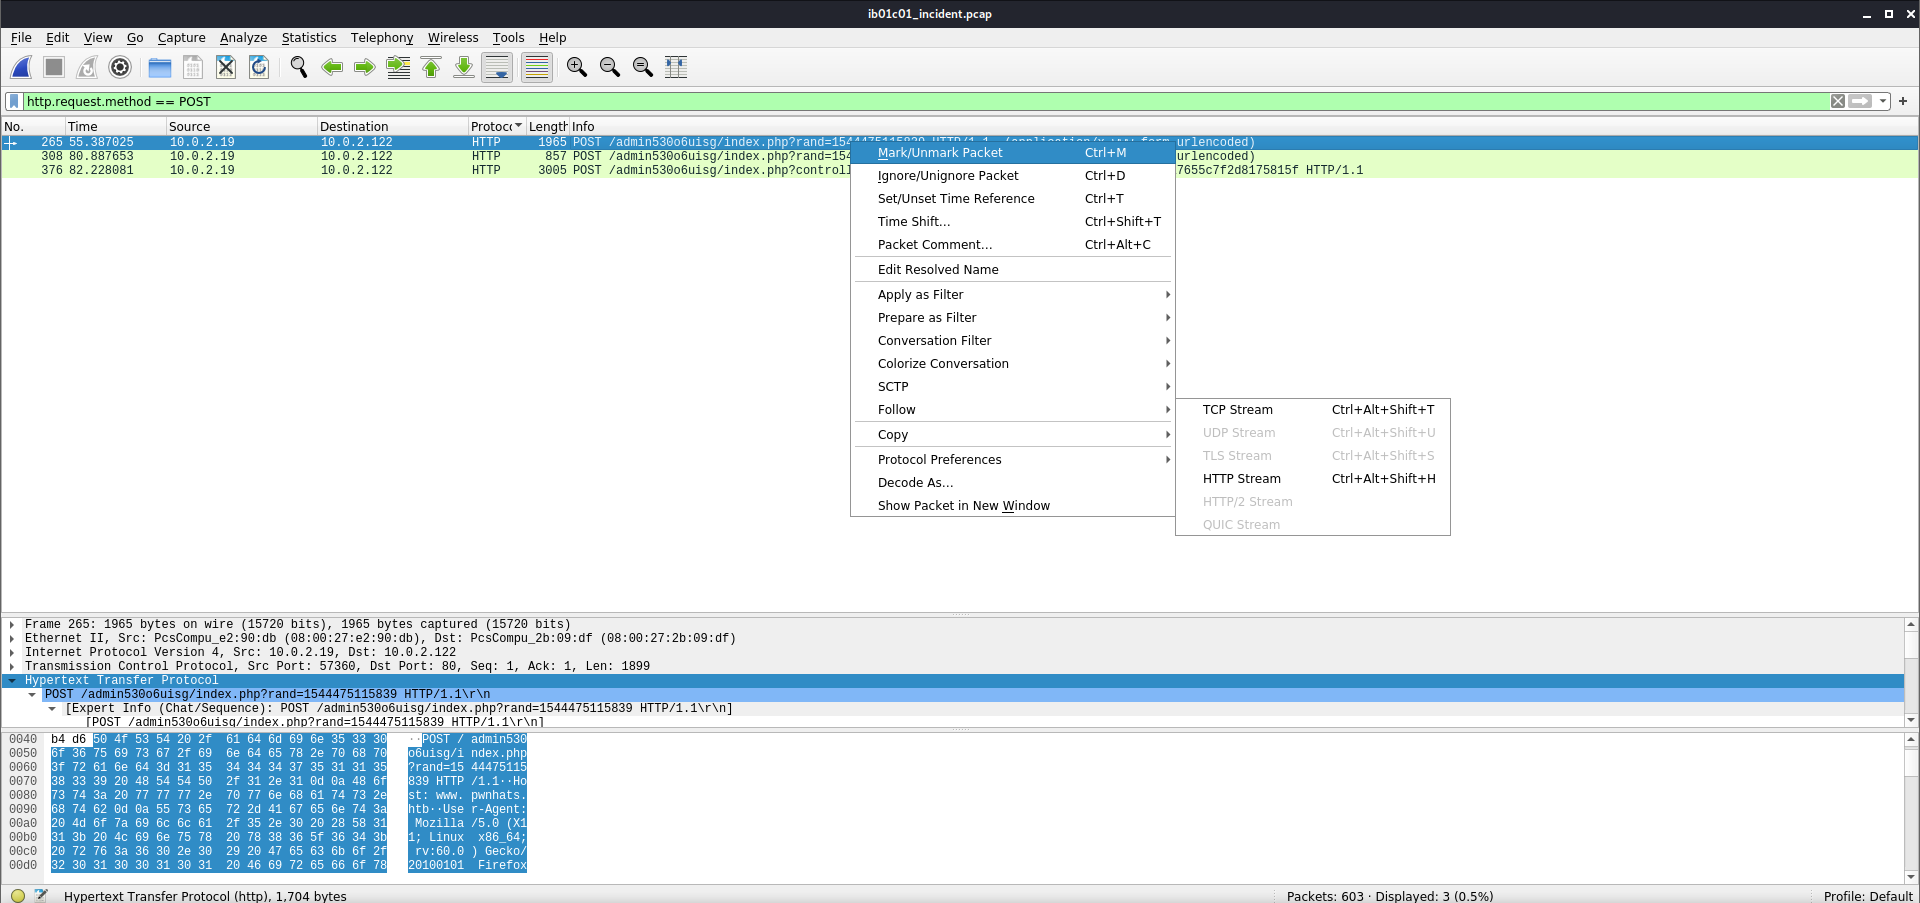 ib01c01_incident.pcap
File Edit View Go Capture Analyze Statistics Telephony Wireless Tools Help
http.request.method == POST
No. Time Source Destination Protoc Length Info
265 55.387025 10.0.2.19 10.0.2.122 HTTP 1965 POST /admin530o6uisg/index.php?rand=1544475115839 HTTP/1.1 (application/x-www-form-urlencoded)
308 80.887653 10.0.2.19 10.0.2.122 HTTP 857 POST /admin530o6uisg/index.php?rand=154 urlencoded)
376 82.228081 10.0.2.19 10.0.2.122 HTTP 3005 POST /admin530o6uisg/index.php?controll 7655c7f2d8175815f HTTP/1.1
Mark/Unmark Packet Ctrl+M
Ignore/Unignore Packet Ctrl+D
Set/Unset Time Reference Ctrl+T
Time Shift... Ctrl+Shift+T
Packet Comment... Ctrl+Alt+C
Edit Resolved Name
Apply as Filter
Prepare as Filter
Conversation Filter
Colorize Conversation
SCTP
Follow
Copy
Protocol Preferences
Decode As...
Show Packet in New Window
TCP Stream Ctrl+Alt+Shift+T
UDP Stream Ctrl+Alt+Shift+U
TLS Stream Ctrl+Alt+Shift+S
HTTP Stream Ctrl+Alt+Shift+H
HTTP/2 Stream
QUIC Stream
Frame 265: 1965 bytes on wire (15720 bits), 1965 bytes captured (15720 bits)
Ethernet II, Src: PcsCompu_e2:90:db (08:00:27:e2:90:db), Dst: PcsCompu_2b:09:df (08:00:27:2b:09:df)
Internet Protocol Version 4, Src: 10.0.2.19, Dst: 10.0.2.122
Transmission Control Protocol, Src Port: 57360, Dst Port: 80, Seq: 1, Ack: 1, Len: 1899
Hypertext Transfer Protocol
POST /admin530o6uisg/index.php?rand=1544475115839 HTTP/1.1\r\n
[Expert Info (Chat/Sequence): POST /admin530o6uisg/index.php?rand=1544475115839 HTTP/1.1\r\n]
[POST /admin530o6uisg/index.php?rand=1544475115839 HTTP/1.1\r\n]
0040 b4 d6 50 4f 53 54 20 2f 61 64 6d 69 6e 35 33 30 ··POST / admin530
0050 6f 36 75 69 73 67 2f 69 6e 64 65 78 2e 70 68 70 o6uisg/i ndex.php
0060 3f 72 61 6e 64 3d 31 35 34 34 34 37 35 31 31 35 ?rand=15 44475115
0070 38 33 39 20 48 54 54 50 2f 31 2e 31 0d 0a 48 6f 839 HTTP /1.1··Ho
0080 73 74 3a 20 77 77 77 2e 70 77 6e 68 61 74 73 2e st: www. pwnhats.
0090 68 74 62 0d 0a 55 73 65 72 2d 41 67 65 6e 74 3a htb··Use r-Agent:
00a0 20 4d 6f 7a 69 6c 6c 61 2f 35 2e 30 20 28 58 31 Mozilla /5.0 (X1
00b0 31 3b 20 4c 69 6e 75 78 20 78 38 36 5f 36 34 3b 1; Linux x86_64;
00c0 20 72 76 3a 36 30 2e 30 29 20 47 65 63 6b 6f 2f rv:60.0 ) Gecko/
00d0 32 30 31 30 30 31 30 31 20 46 69 72 65 66 6f 78 20100101 Firefox
Hypertext Transfer Protocol (http), 1,704 bytes Packets: 603 · Displayed: 3 (0.5%) Profile: Default